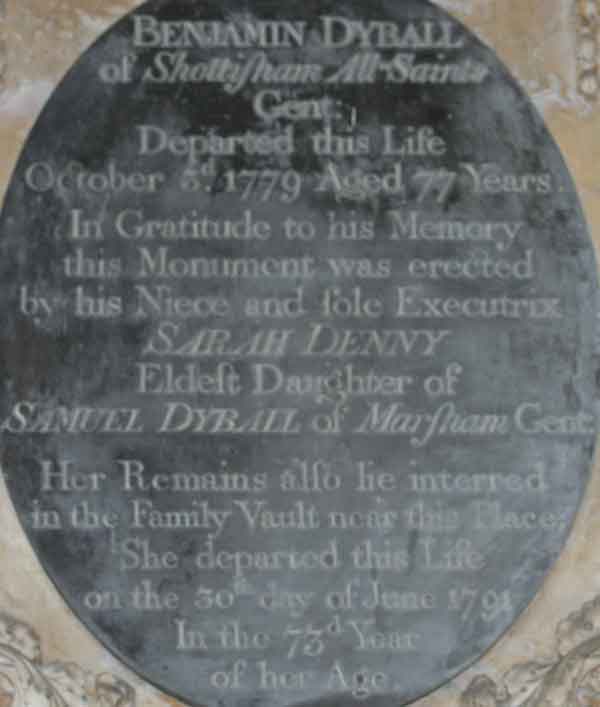 BENJAMIN DYBALL
of Shottisham All Saints
Gent:
Departed this Life
October 3.d 1779 Aged 77 Years.
In Gratitude to his Memory
this Monument was erected
by his Niece and ſole Executrix
SARAH DENNY
Eldeſt Daughter of
SAMUEL DYBALL of Marſham Gent.
Her Remains alſo lie interred
in the Family Vault near this Place;
She departed this Life
on the 30th day of June 1791
In the 73d Year
of her Age.